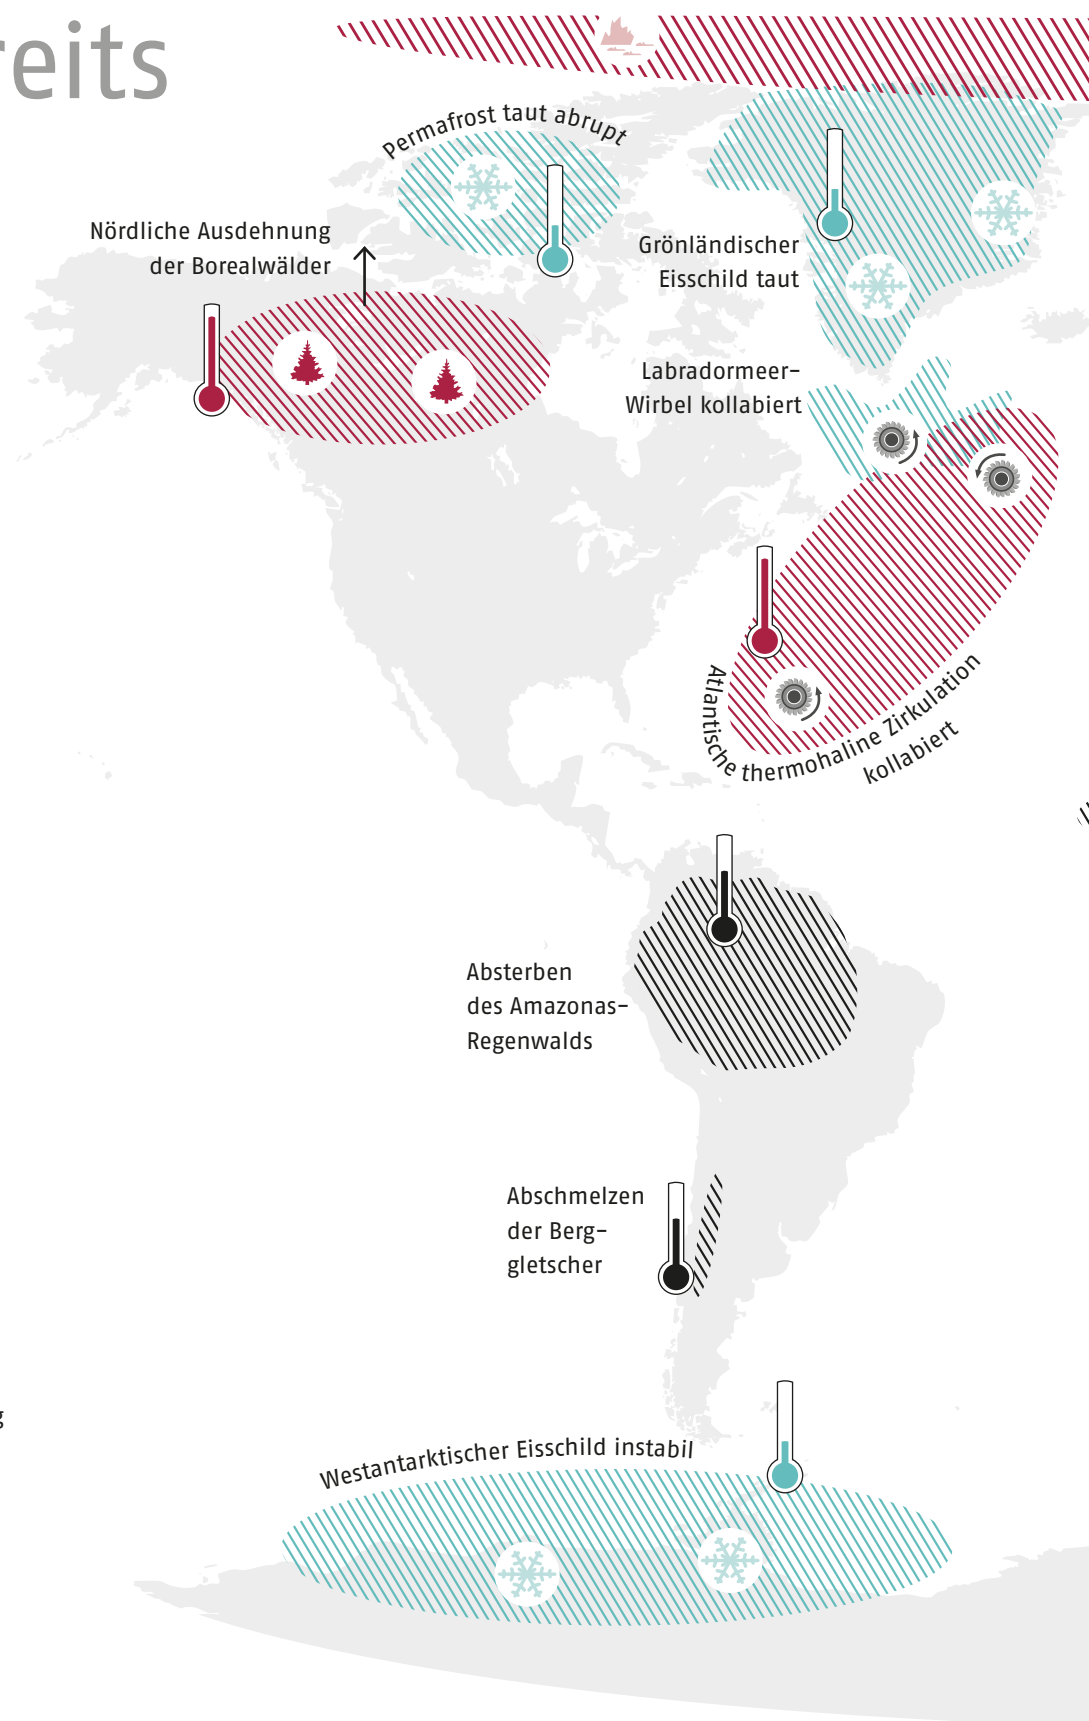 reits
Permafrost taut abrupt
Nördliche Ausdehnung
der Borealwälder
Grönländischer
Eisschild taut
Labradormeer-
Wirbel kollabiert
Atlantische thermohaline Zirkulation
kollabiert
Absterben
des Amazonas-
Regenwalds
Abschmelzen
der Berg-
gletscher
g
Westantarktischer Eisschild instabil